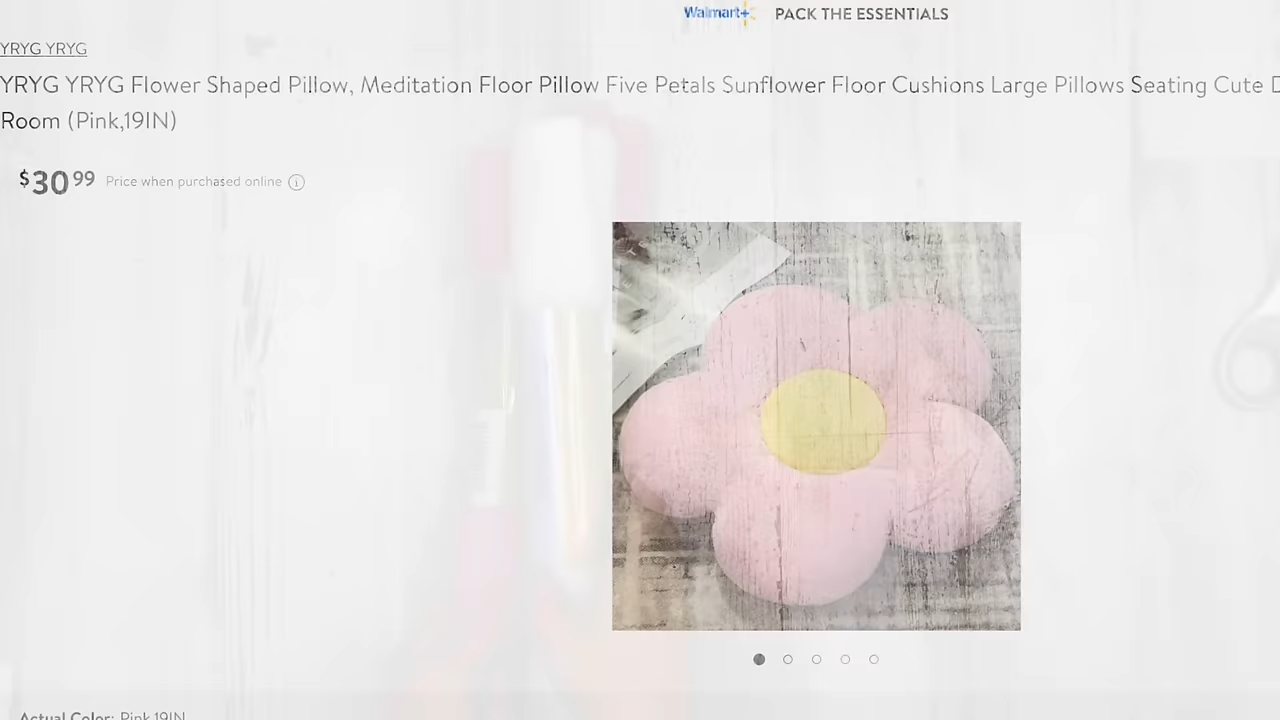 Walmart+ PACK THE ESSENTIALS
YRYG YRYG
YRYG YRYG Flower Shaped Pillow, Meditation Floor Pillow Five Petals Sunflower Floor Cushions Large Pillows Seating Cute
Room (Pink,19IN)
$30 99 Price when purchased online
Actual Color: Pink,19IN